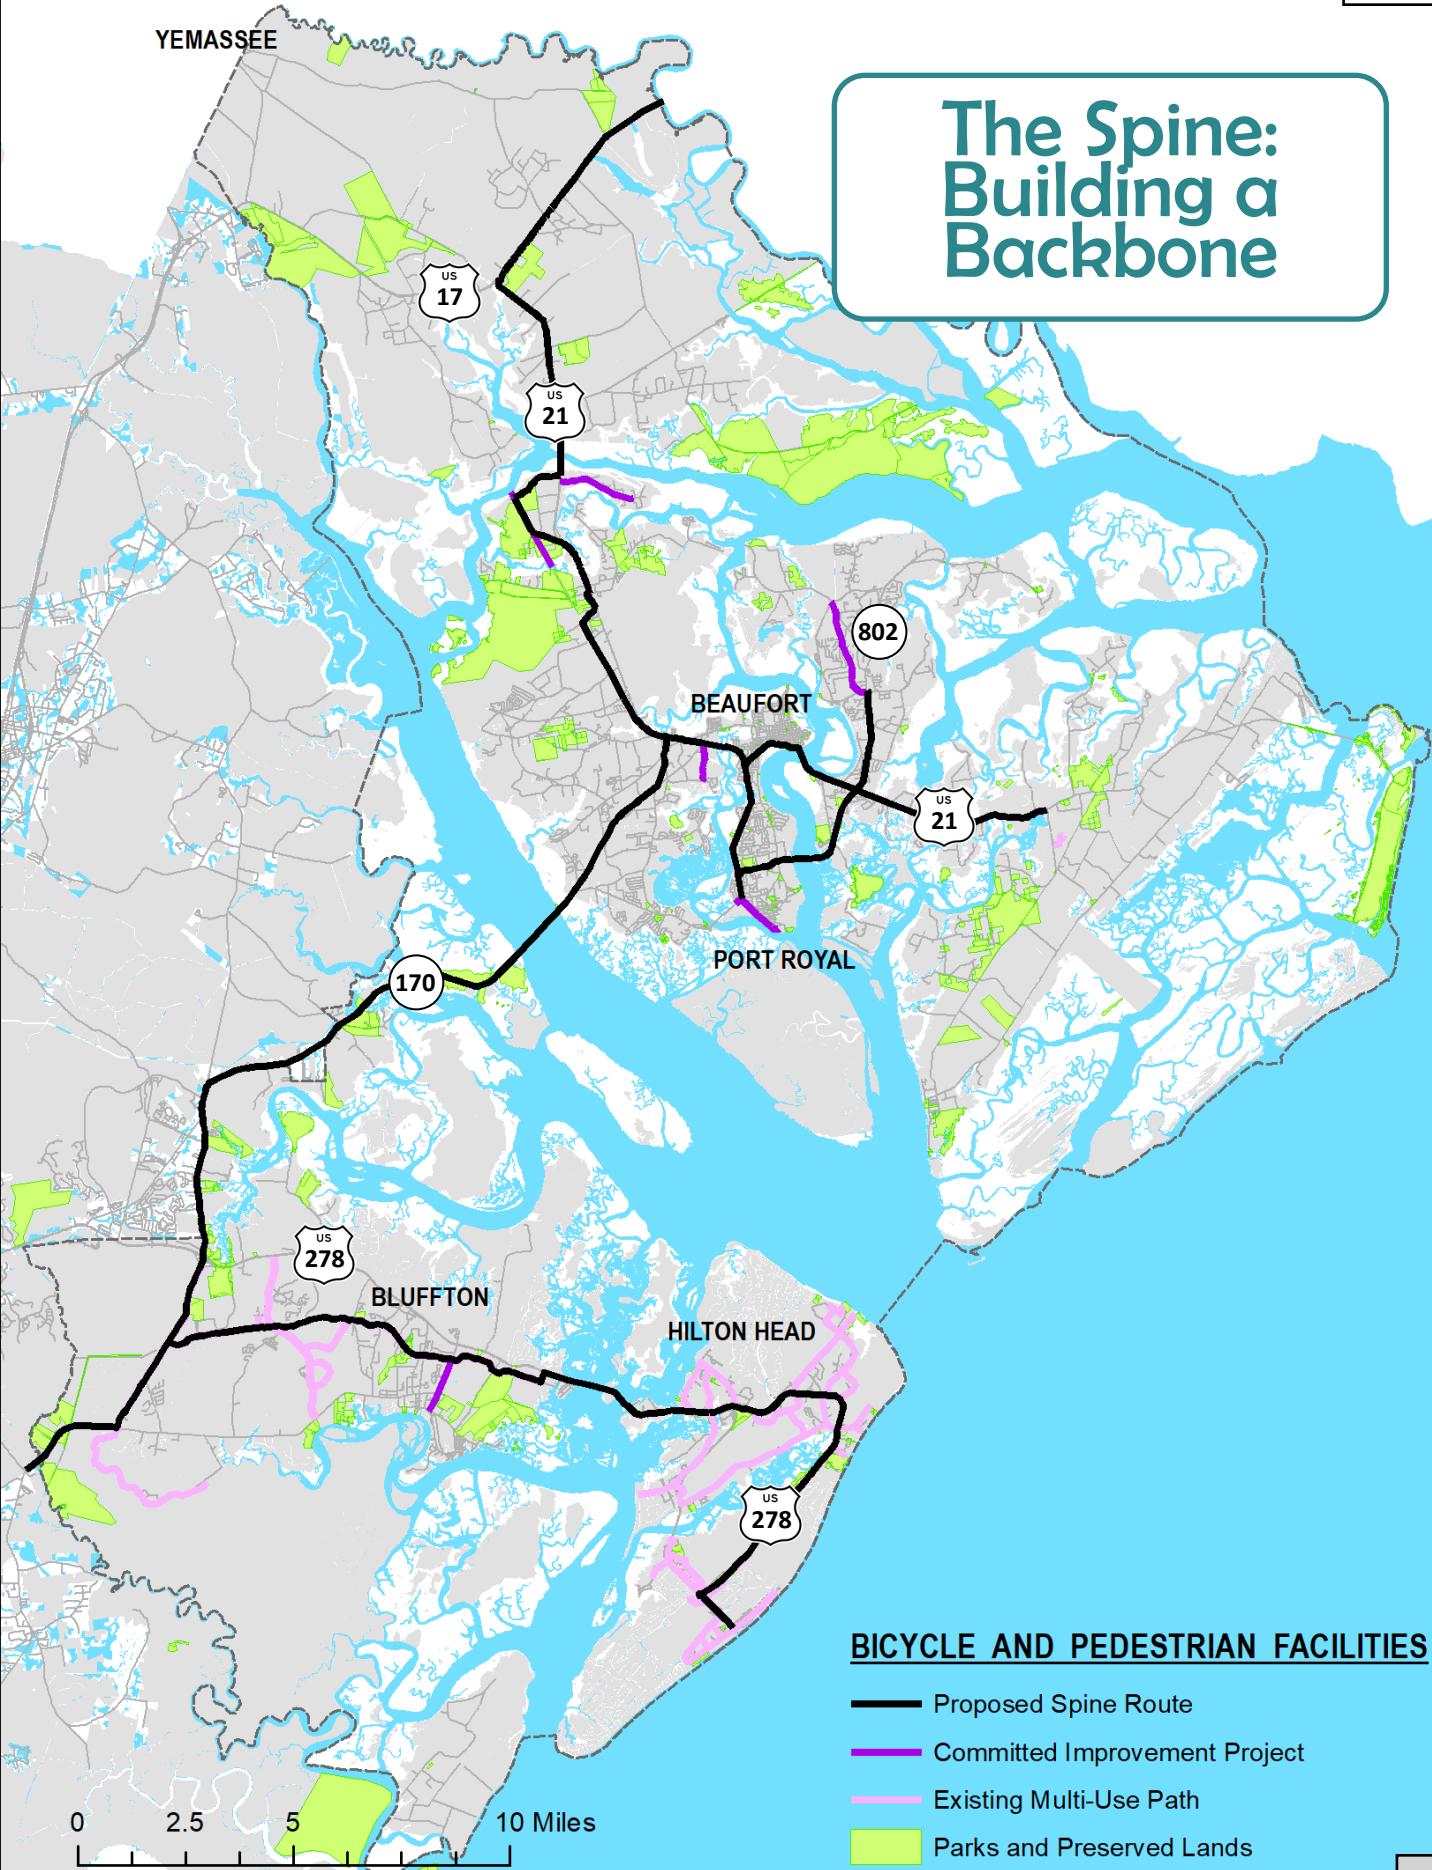 YEMASSEE
The Spine:
Building a
Backbone
US
17
US
21
802
BEAUFORT
US
21
PORT ROYAL
170
US
278
BLUFFTON
HILTON HEAD
US
278
BICYCLE AND PEDESTRIAN FACILITIES
Proposed Spine Route
Committed Improvement Project
Existing Multi-Use Path
Parks and Preserved Lands
0 2.5 5 10 Miles